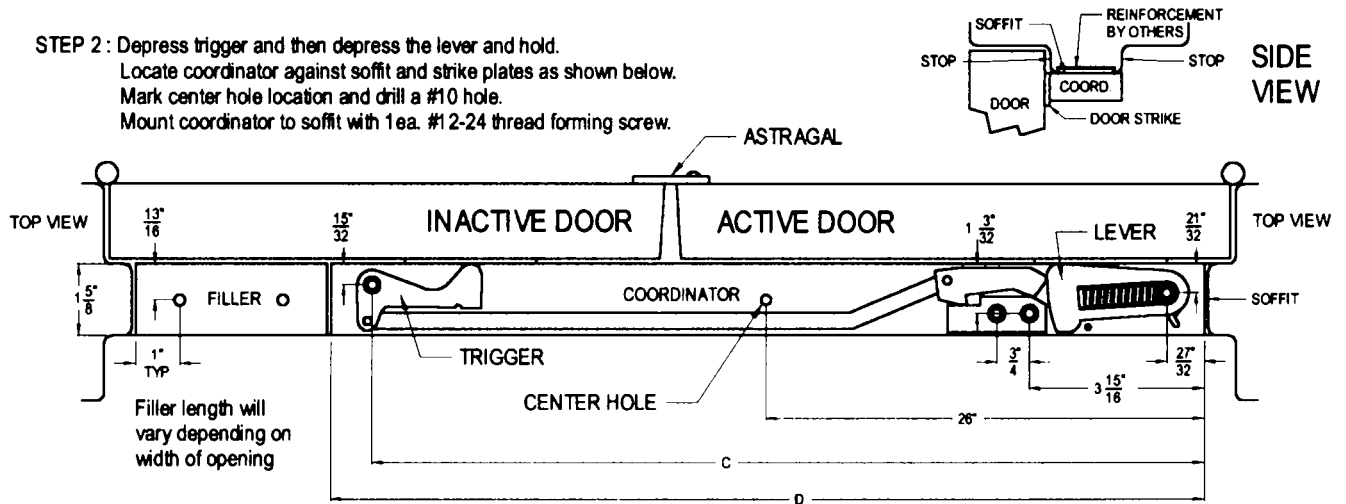 STEP 2 : Depress trigger and then depress the lever and hold.
Locate coordinator against soffit and strike plates as shown below.
Mark center hole location and drill a #10 hole.
Mount coordinator to soffit with 1ea. #12-24 thread forming screw.
SOFFIT
REINFORCEMENT
BY OTHERS
STOP
STOP
SIDE
VIEW
COORD.
DOOR
DOOR STRIKE
ASTRAGAL
TOP VIEW
13"
16
15"
32
INACTIVE DOOR
ACTIVE DOOR
1 3"
32
LEVER
21"
32
TOP VIEW
1 5"
8
FILLER
COORDINATOR
SOFFIT
TRIGGER
1"
TYP
3"
4
27"
32
3 15"
16
CENTER HOLE
26"
Filler length will
vary depending on
width of opening
C
D